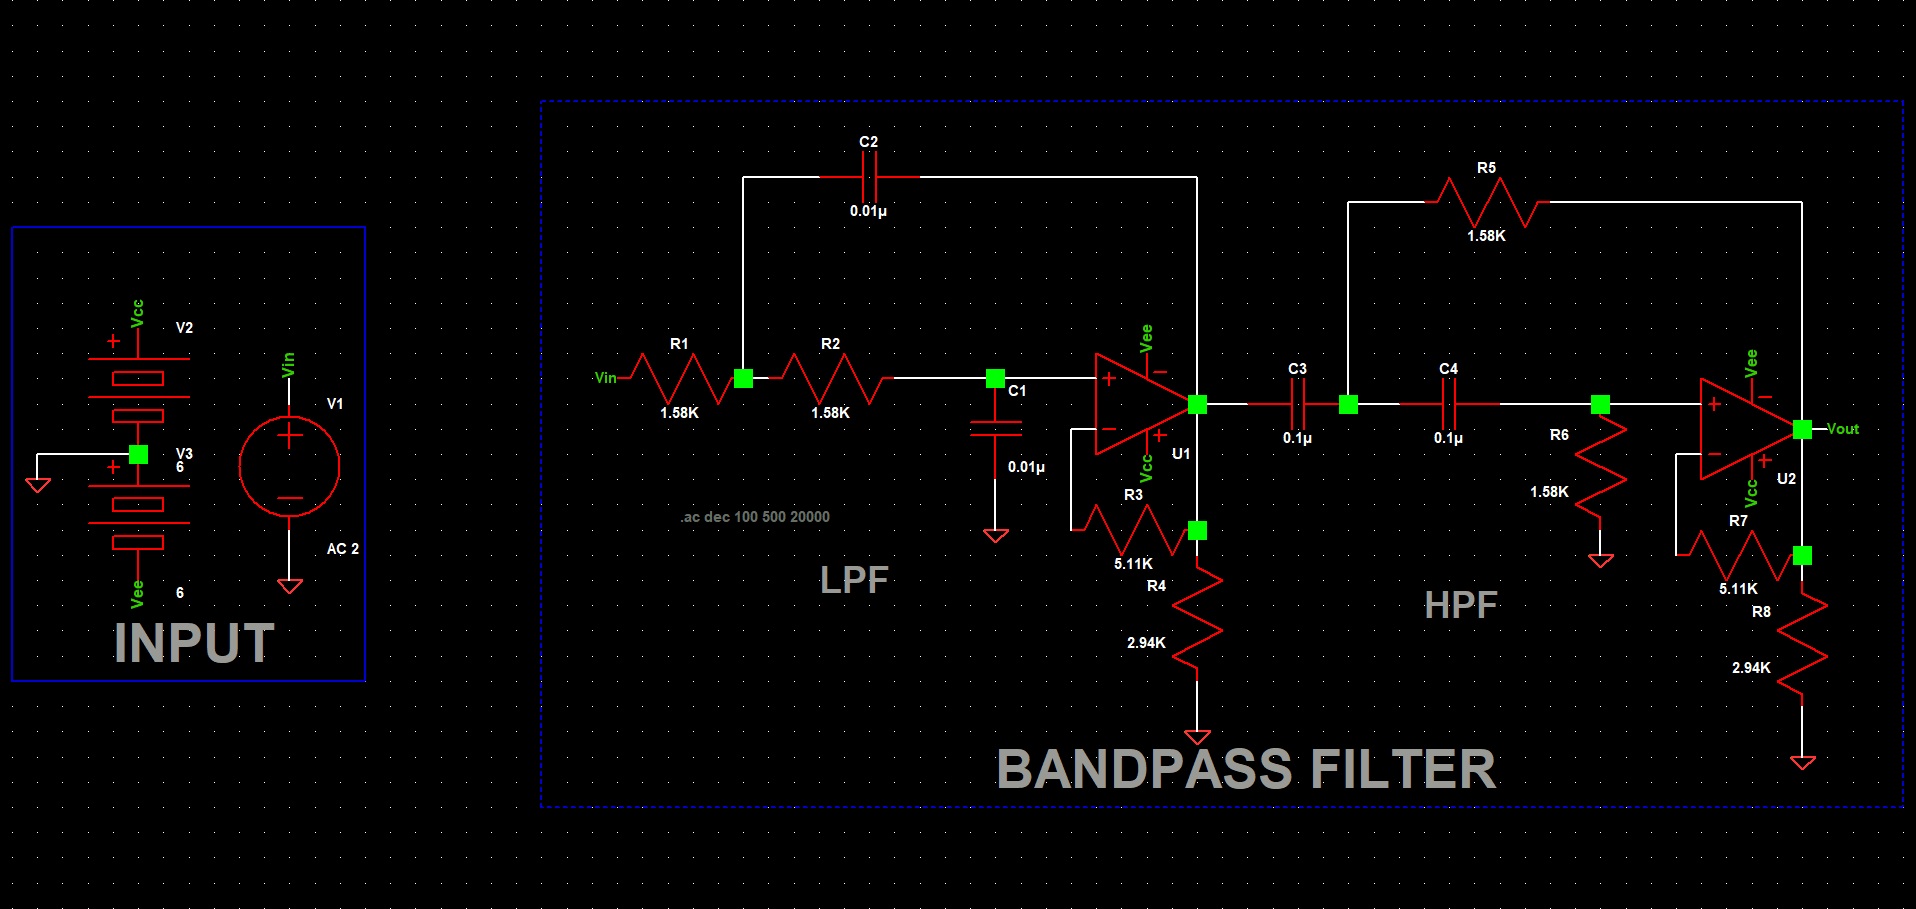 Vcc
V2
+
Vin
V1
V3
6
+
AC 2
Vee
6
INPUT
C2
0.01µ
R1
Vin
1.58K
R2
1.58K
C1
0.01µ
Vee
U1
Vcc
R3
5.11K
R4
2.94K
.ac dec 100 500 20000
LPF
C3
0.1µ
R5
1.58K
C4
0.1µ
R6
1.58K
Vee
Vout
U2
Vcc
R7
5.11K
R8
2.94K
HPF
BANDPASS FILTER